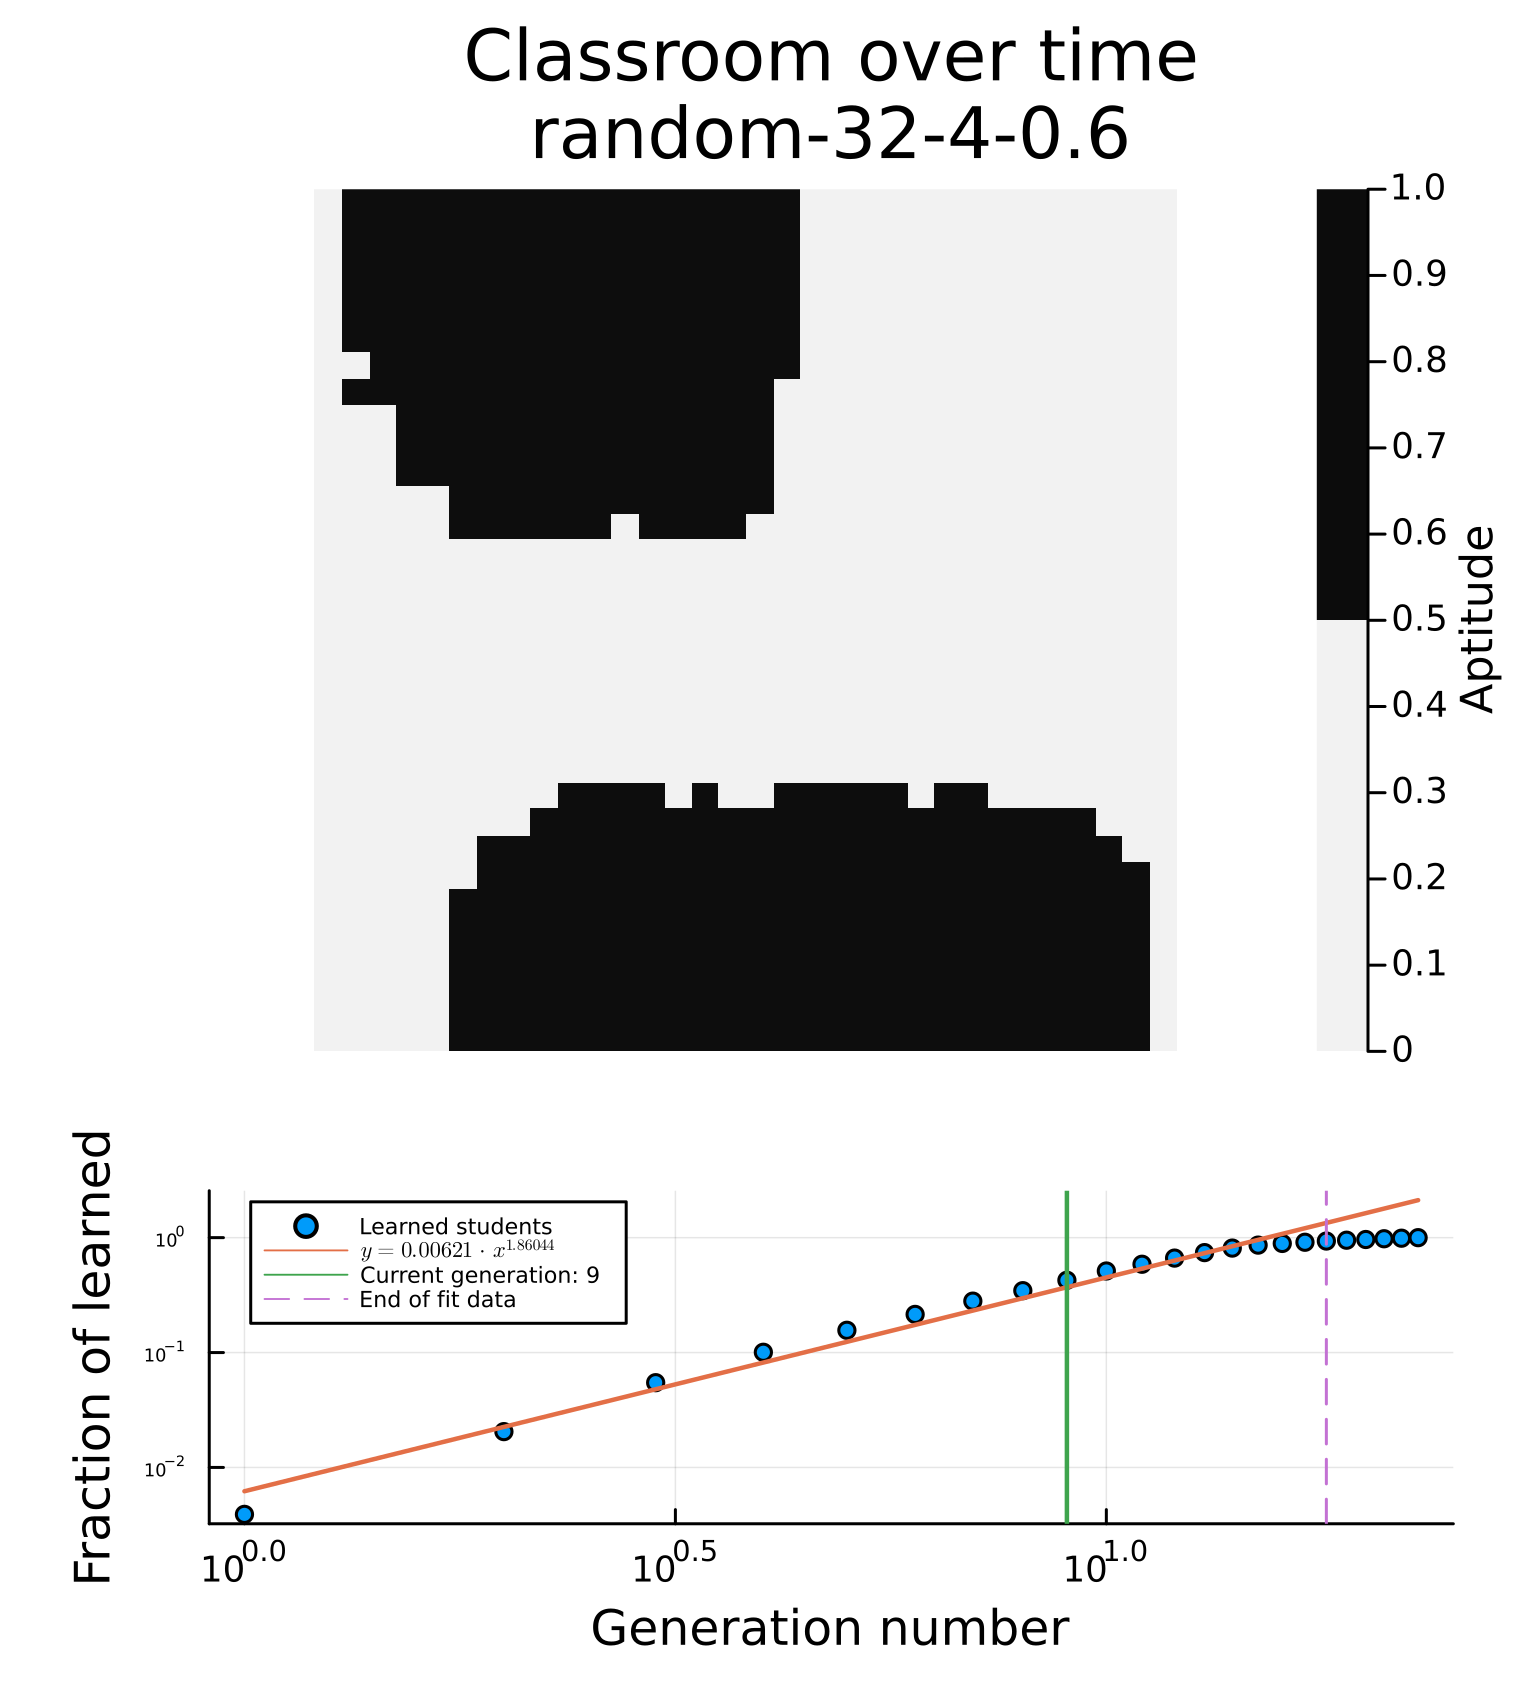 Classroom over time
random-32-4-0.6
1.0
0.9
0.8
0.7
0.6
0.5
0.4
0.3
0.2
0.1
0
Aptitude
Fraction of learned
10^0
10^-1
10^-2
Learned students
y = 0.00621 · x^1.86044
Current generation: 9
End of fit data
10^0.0
10^0.5
10^1.0
Generation number